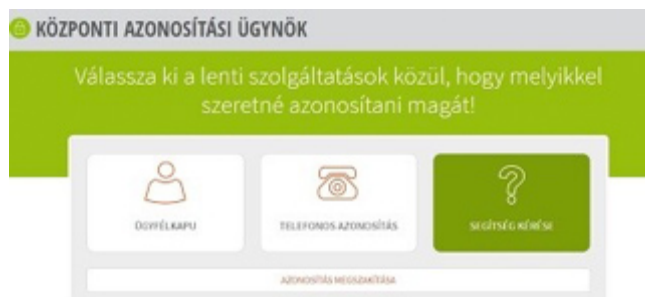 KÖZPONTI AZONOSÍTÁSI ÜGYNÖK
Válassza ki a lenti szolgáltatások közül, hogy melyikkel
szeretné azonosítani magát!
ÜGYFÉLKAPU
TELEFONOS AZONOSÍTÁS
SEGÍTSÉG KÉRÉSE
AZONOSÍTÁS MEGSZAKÍTÁSA